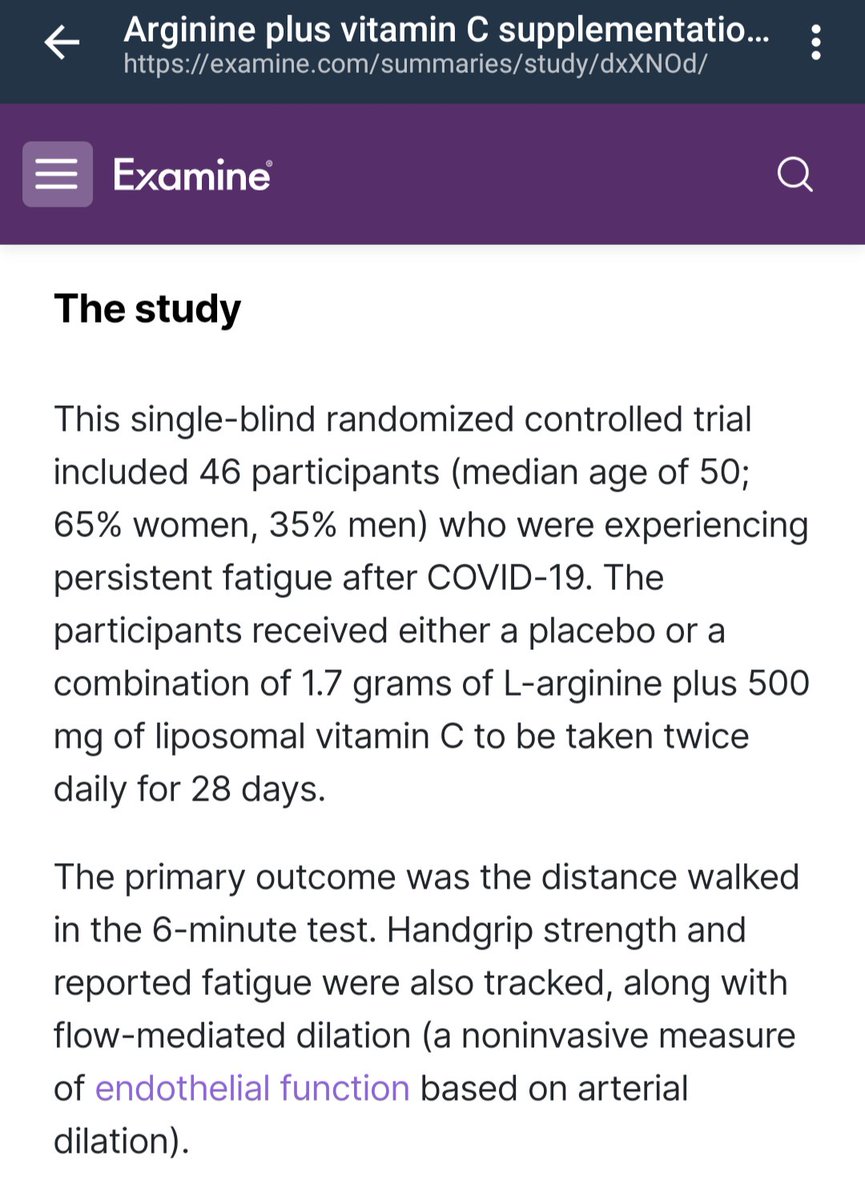 Arginine plus vitamin C supplementatio...
https://examine.com/summaries/study/dxXNOd/
Examine®
The study
This single-blind randomized controlled trial
included 46 participants (median age of 50;
65% women, 35% men) who were experiencing
persistent fatigue after COVID-19. The
participants received either a placebo or a
combination of 1.7 grams of L-arginine plus 500
mg of liposomal vitamin C to be taken twice
daily for 28 days.
The primary outcome was the distance walked
in the 6-minute test. Handgrip strength and
reported fatigue were also tracked, along with
flow-mediated dilation (a noninvasive measure
of endothelial function based on arterial
dilation).